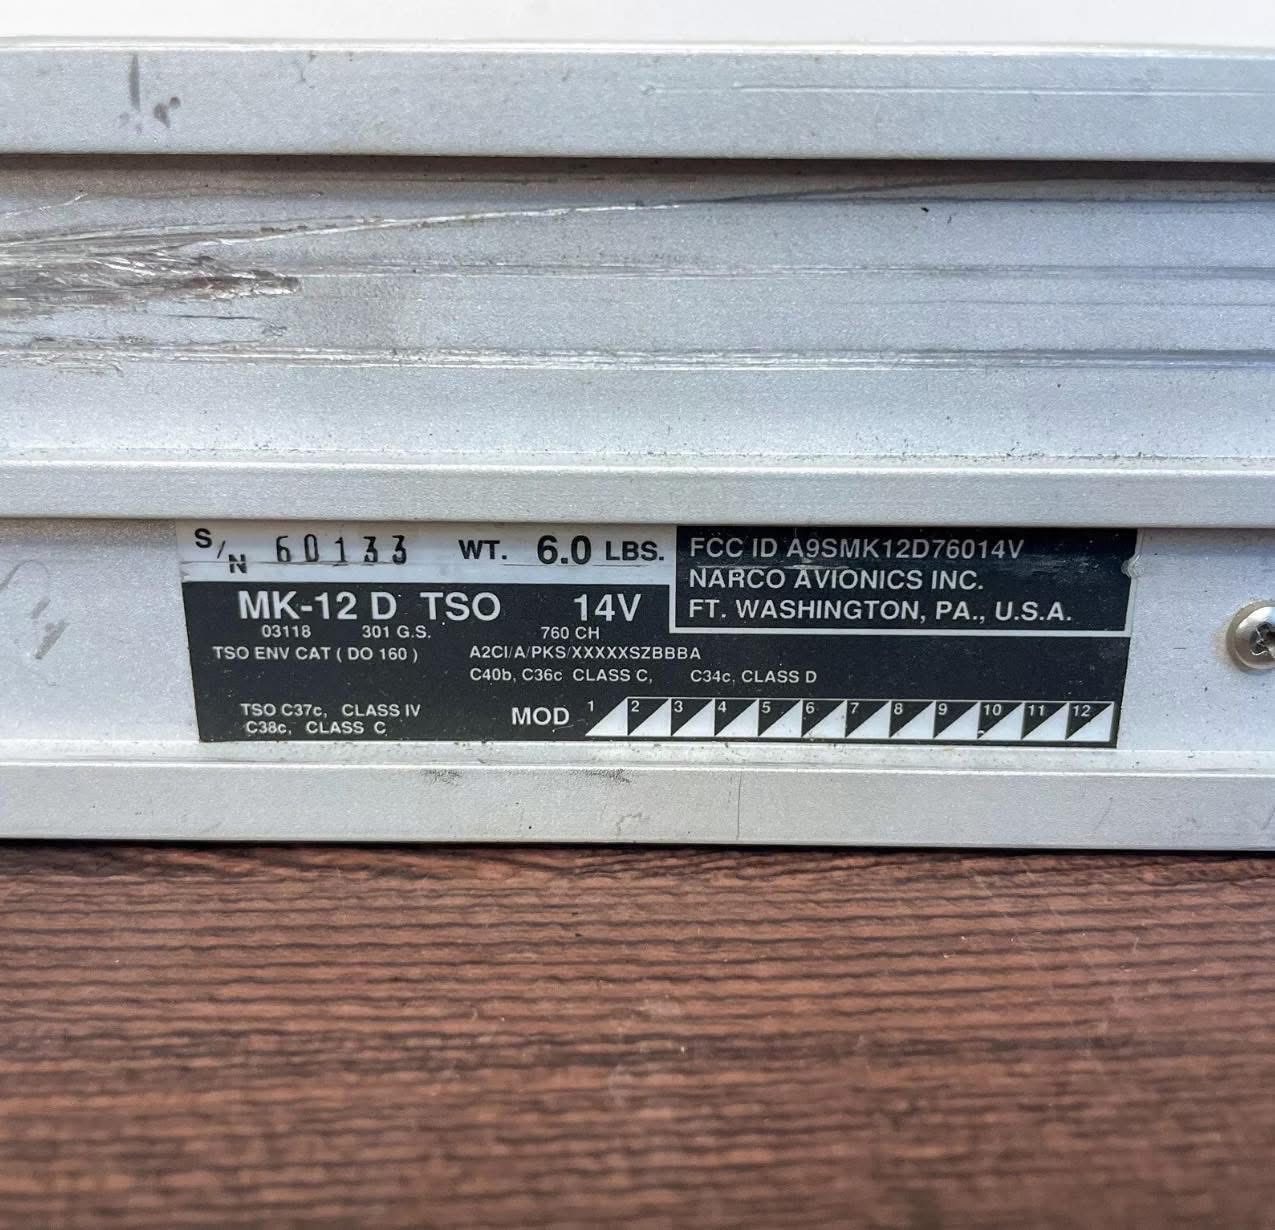 S/N 60133 WT. 6.0 LBS.
FCC ID A9SMK12D76014V
NARCO AVIONICS INC.
FT. WASHINGTON, PA., U.S.A.
MK-12 D TSO 14V
03118 301 G.S. 760 CH
TSO ENV CAT ( DO 160 ) A2CI/A/PKS/XXXXXSZBBBA
C40b, C36c CLASS C, C34c, CLASS D
TSO C37c, CLASS IV
C38c, CLASS C
MOD 1 2 3 4 5 6 7 8 9 10 11 12